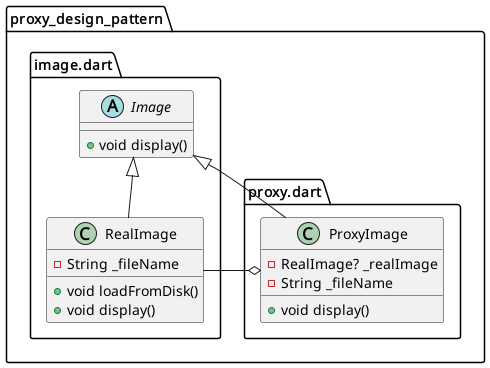 proxy_design_pattern
image.dart
A Image
void display()
proxy.dart
C RealImage
String _fileName
void loadFromDisk()
void display()
C ProxyImage
RealImage? _realImage
String _fileName
void display()